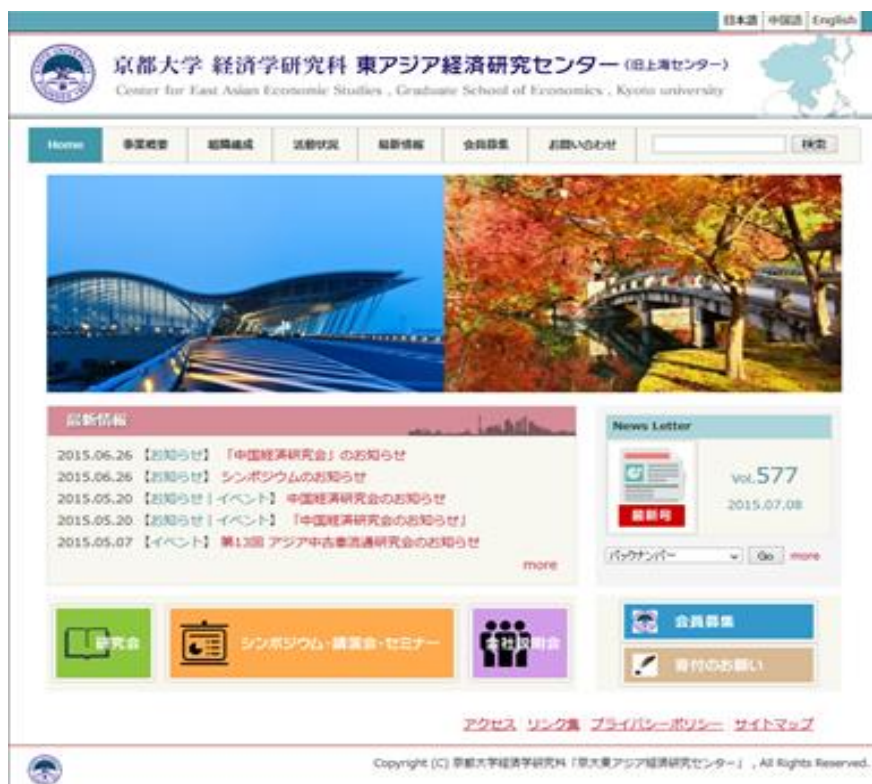 日本語 中国語 English
京都大学 経済学研究科 東アジア経済研究センター (旧上海センター)
Center for East Asian Economic Studies , Graduate School of Economics , Kyoto university
Home 事業概要 組織構成 活動状況 最新情報 会員募集 お問い合わせ 検索
最新情報
2015.06.26 【お知らせ】 「中国経済研究会」のお知らせ
2015.06.26 【お知らせ】 シンポジウムのお知らせ
2015.05.20 【お知らせ | イベント】 中国経済研究会のお知らせ
2015.05.20 【お知らせ | イベント】 「中国経済研究会のお知らせ」
2015.05.07 【イベント】 第13回 アジア中古車流通研究会のお知らせ
more
News Letter
最新号
Vol.577
2015.07.08
バックナンバー Go more
研究会
シンポジウム・講演会・セミナー
会社説明会
会員募集
寄付のお願い
アクセス リンク集 プライバシーポリシー サイトマップ
Copyright (C) 京都大学経済学研究科「京大東アジア経済研究センター」 , All Rights Reserved.